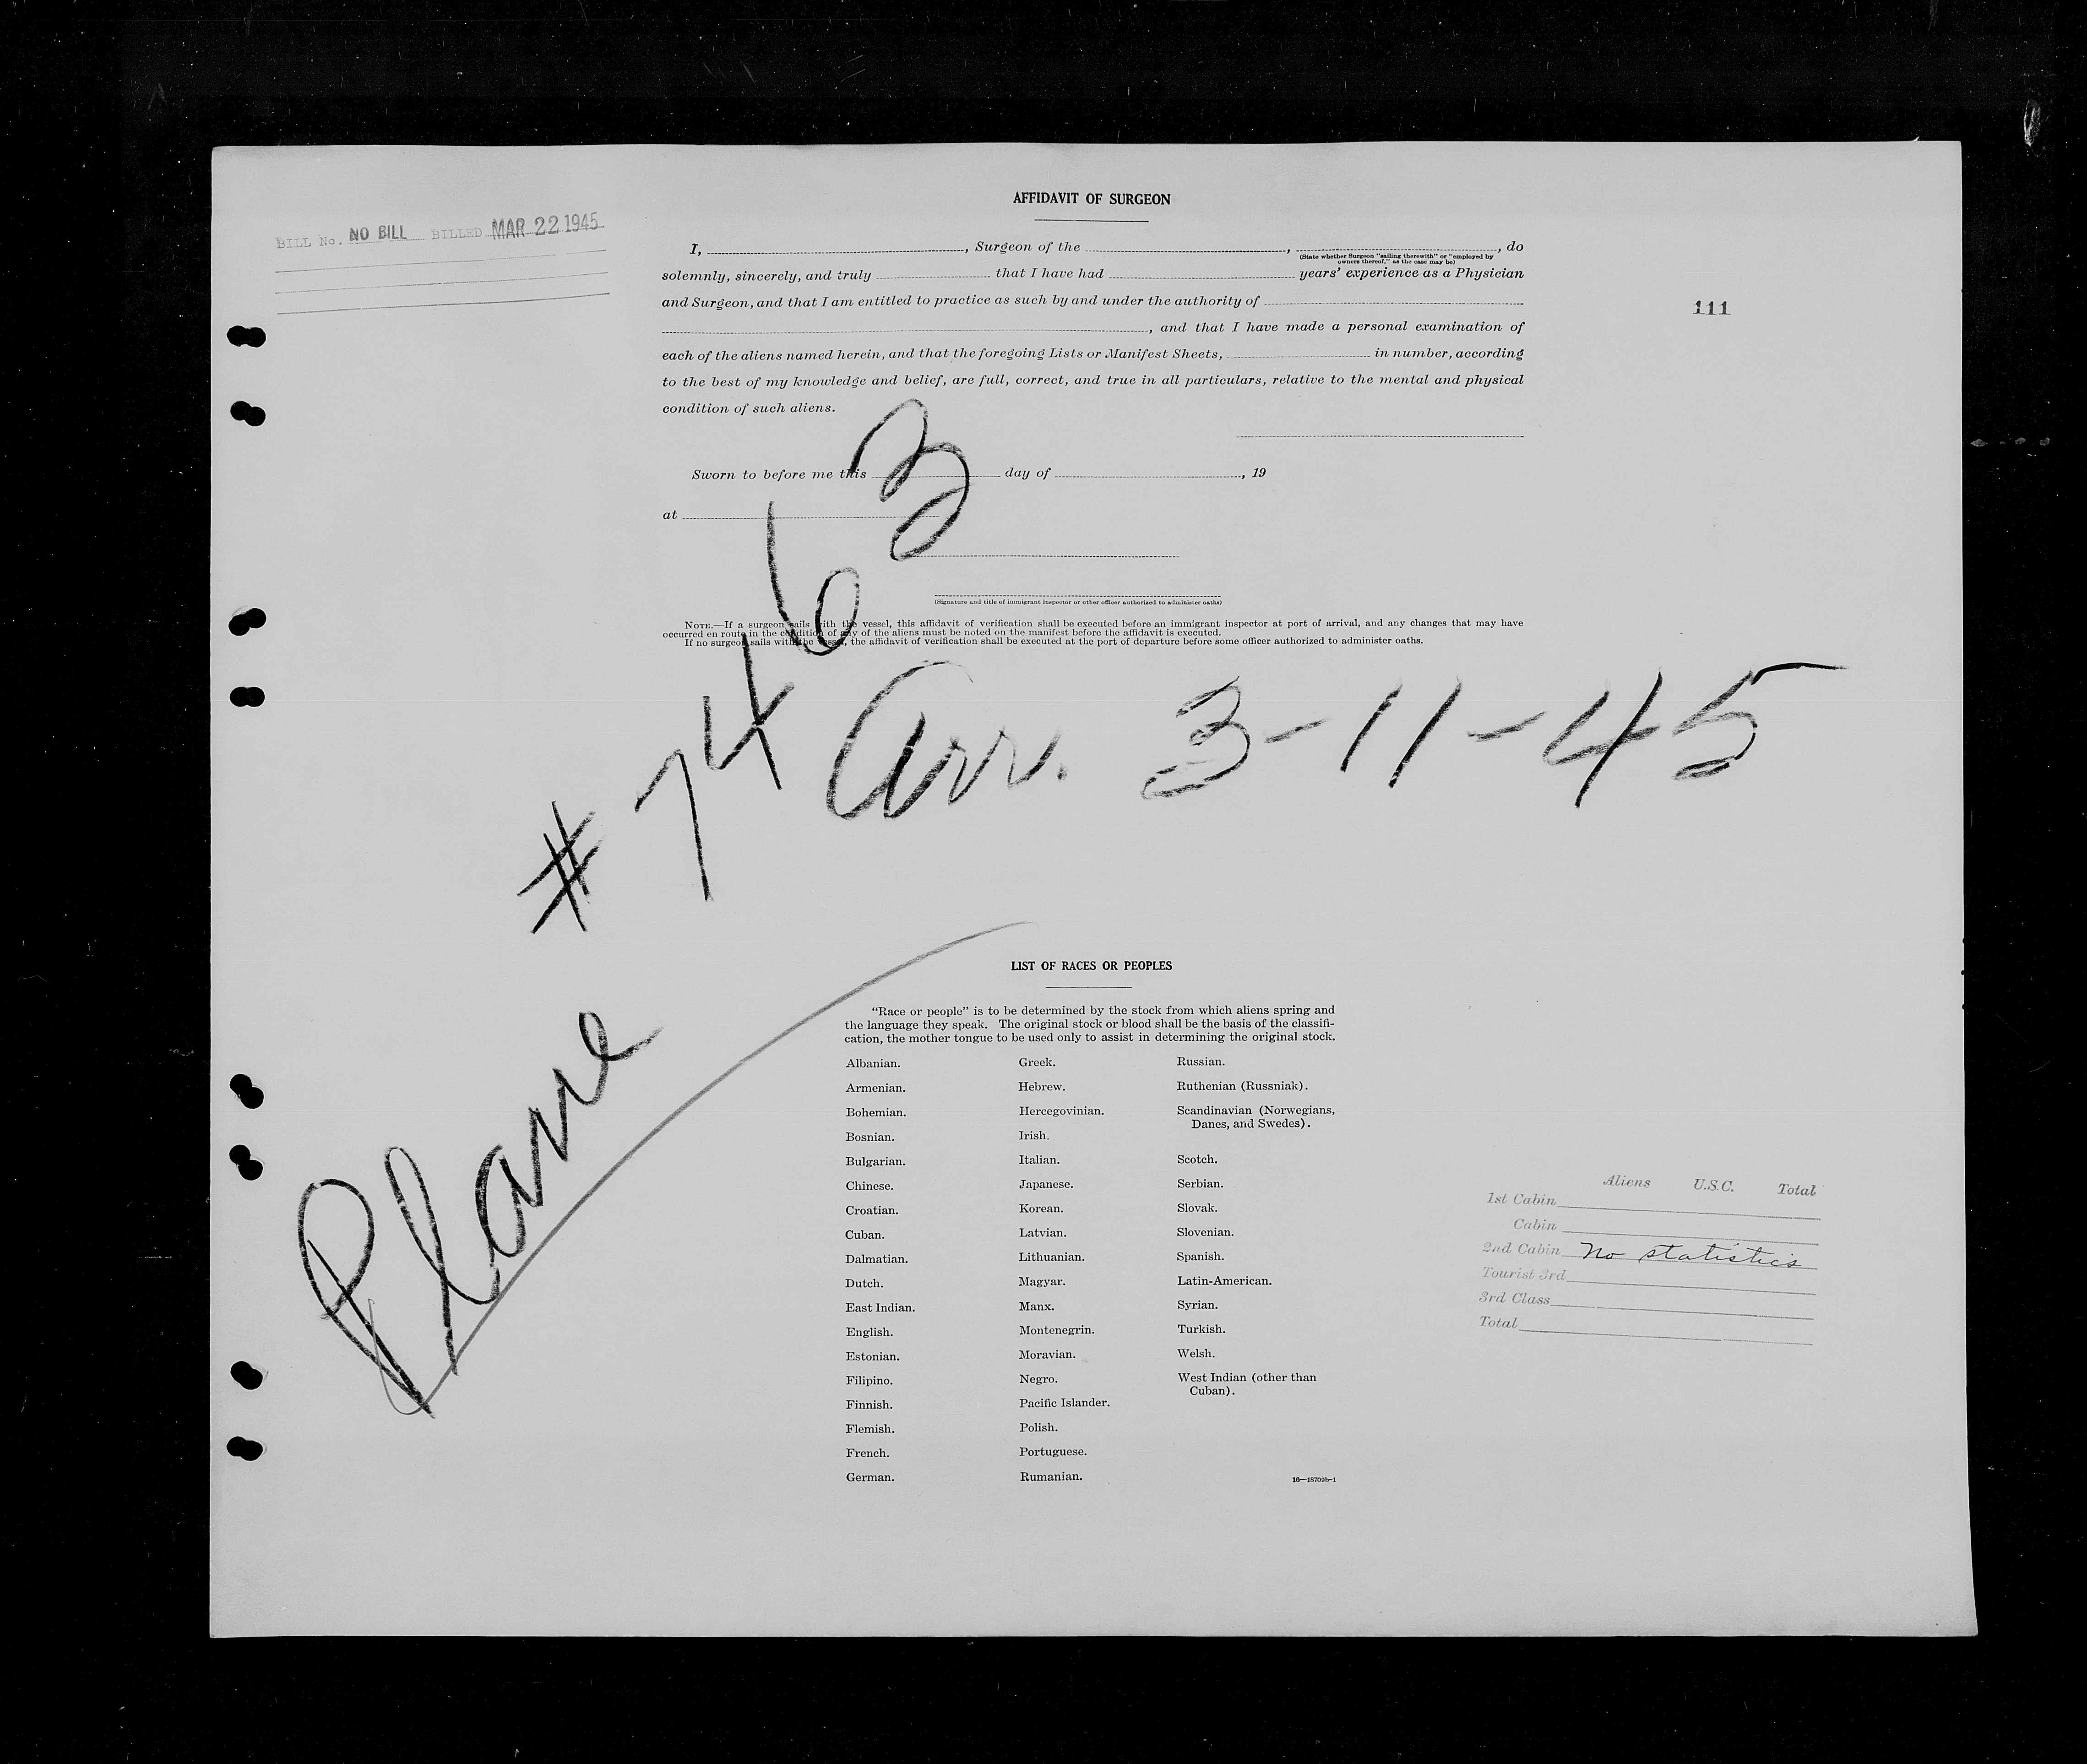 AFFIDAVIT OF SURGEON
BILL No. NO BILL BILLED MAR 22 1945
I, , Surgeon of the , , do
(State whether Surgeon "sailing therewith" or "employed by
owners thereof," as the case may be)
solemnly, sincerely, and truly that I have had years' experience as a Physician
and Surgeon, and that I am entitled to practice as such by and under the authority of
111
, and that I have made a personal examination of
each of the aliens named herein, and that the foregoing Lists or Manifest Sheets, in number, according
to the best of my knowledge and belief, are full, correct, and true in all particulars, relative to the mental and physical
condition of such aliens.
Sworn to before me this day of , 19
at
(Signature and title of immigrant inspector or other officer authorized to administer oaths)
NOTE.—If a surgeon sails with the vessel, this affidavit of verification shall be executed before an immigrant inspector at port of arrival, and any changes that may have
occurred en route in the condition of any of the aliens must be noted on the manifest before the affidavit is executed.
If no surgeon sails with the vessel, the affidavit of verification shall be executed at the port of departure before some officer authorized to administer oaths.
Plane # 7463
Arr. 3-11-45
LIST OF RACES OR PEOPLES
"Race or people" is to be determined by the stock from which aliens spring and
the language they speak. The original stock or blood shall be the basis of the classifi-
cation, the mother tongue to be used only to assist in determining the original stock.
Albanian.
Armenian.
Bohemian.
Bosnian.
Bulgarian.
Chinese.
Croatian.
Cuban.
Dalmatian.
Dutch.
East Indian.
English.
Estonian.
Filipino.
Finnish.
Flemish.
French.
German.
Greek.
Hebrew.
Hercegovinian.
Irish.
Italian.
Japanese.
Korean.
Latvian.
Lithuanian.
Magyar.
Manx.
Montenegrin.
Moravian.
Negro.
Pacific Islander.
Polish.
Portuguese.
Rumanian.
Russian.
Ruthenian (Russniak).
Scandinavian (Norwegians,
Danes, and Swedes).
Scotch.
Serbian.
Slovak.
Slovenian.
Spanish.
Latin-American.
Syrian.
Turkish.
Welsh.
West Indian (other than
Cuban).
16—18709b-1
Aliens U.S.C. Total
1st Cabin
Cabin
2nd Cabin No statistics
Tourist 3rd
3rd Class
Total